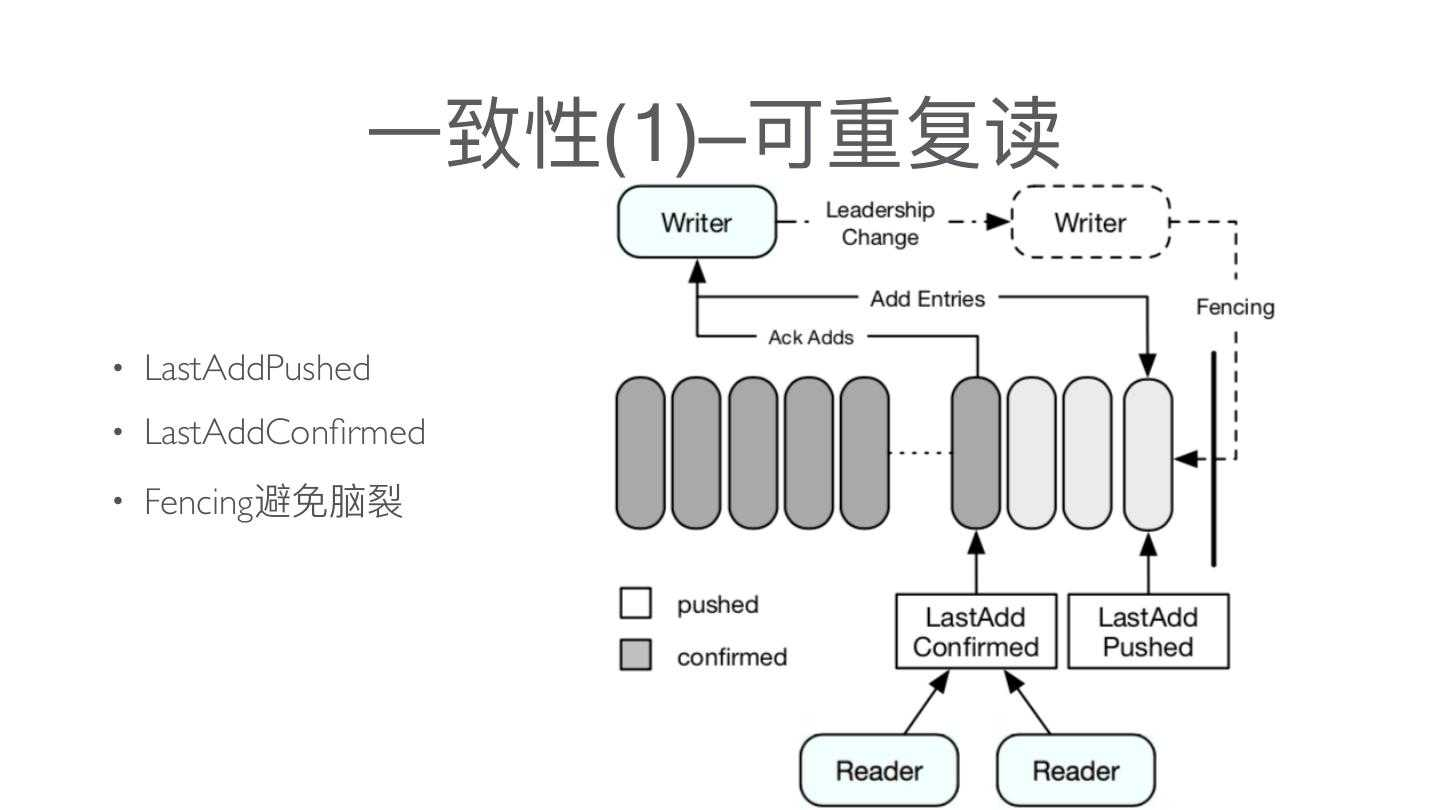 一致性(1)–可重复读
• LastAddPushed
• LastAddConfirmed
• Fencing避免脑裂
Writer
Leadership
Change
Writer
Add Entries
Fencing
Ack Adds
pushed
confirmed
LastAdd
Confirmed
LastAdd
Pushed
Reader
Reader